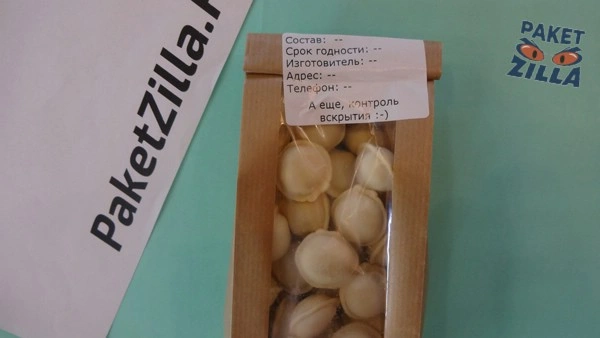 Состав: --
Срок годности: --
Изготовитель: --
Адрес: --
Телефон: --
А еще, контроль
вскрытия :-)
PaketZilla.
PAKET
ZILLA